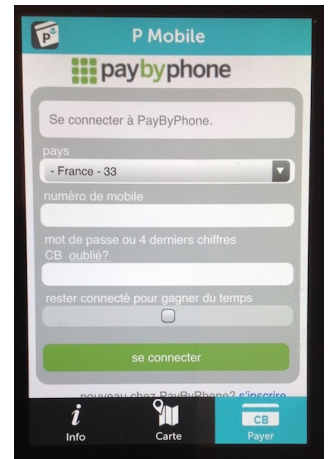 P
P Mobile
paybyphone
Se connecter à PayByPhone.
pays
- France - 33
numéro de mobile
mot de passe ou 4 derniers chiffres
CB oublié?
rester connecté pour gagner du temps
se connecter
nouveau chez PayByPhone? s'inscrire
i
CB
Info
Carte
Payer